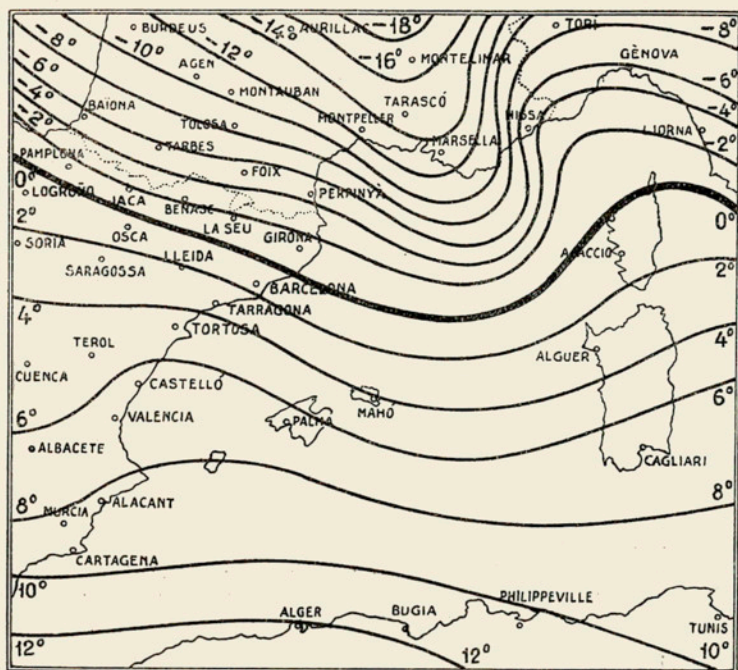 BURDEUS
-14°
AURILLAC
-18°
TORÍ
-8°
-8°
-10°
-12°
-16°
MONTELIMAR
GÈNOVA
-6°
AGEN
-6°
-4°
MONTAUBAN
TARASCÓ
-4°
BAÏONA
-2°
TOLOSA
MONTPELLER
NISSA
LIORNA
-2°
TARBES
MARSELLA
PAMPLONA
FOIX
0°
LOGROÑO
JACA
BENASC
PERPINYÀ
0°
2°
OSCA
LA SEU
GIRONA
SORIA
LLEIDA
AJACCIO
2°
SARAGOSSA
BARCELONA
4°
TARRAGONA
TORTOSA
4°
TEROL
ALGUER
CUENCA
CASTELLÓ
6°
6°
VALENCIA
PALMA
MAHÓ
ALBACETE
CAGLIARI
8°
8°
MURCIA
ALACANT
CARTAGENA
10°
PHILIPPEVILLE
ALGER
BUGIA
TUNIS
12°
12°
10°